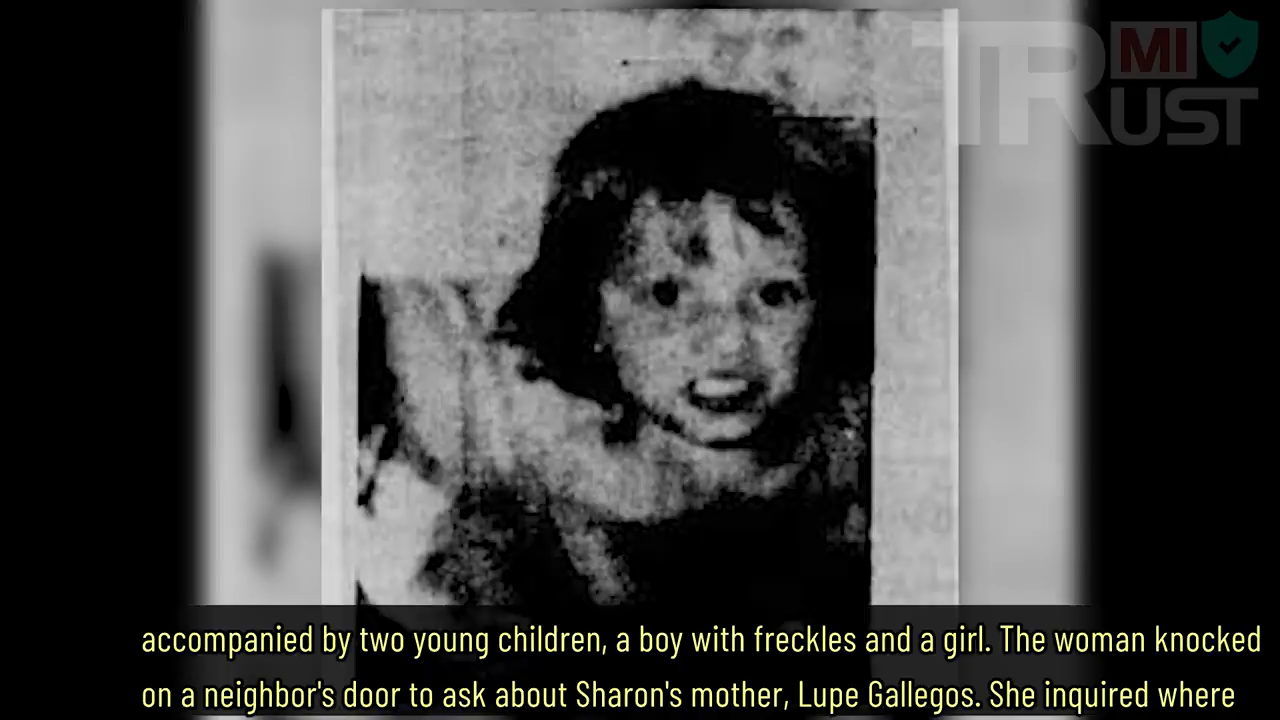 MI
TRUST
accompanied by two young children, a boy with freckles and a girl. The woman knocked
on a neighbor's door to ask about Sharon's mother, Lupe Gallegos. She inquired where